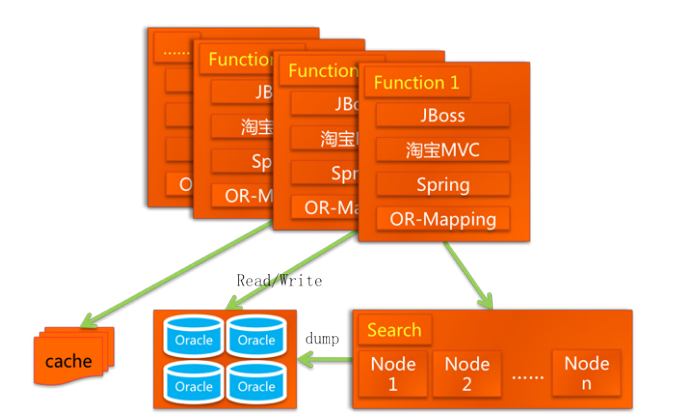 ......
Function
Function
Function 1
JB
JBo
JBoss
淘宝
淘宝
淘宝MVC
Sp
Spr
Spring
O
OR-M
OR-Ma
OR-Mapping
Read/Write
cache
Oracle Oracle
Oracle Oracle
dump
Search
Node 1
Node 2
......
Node n